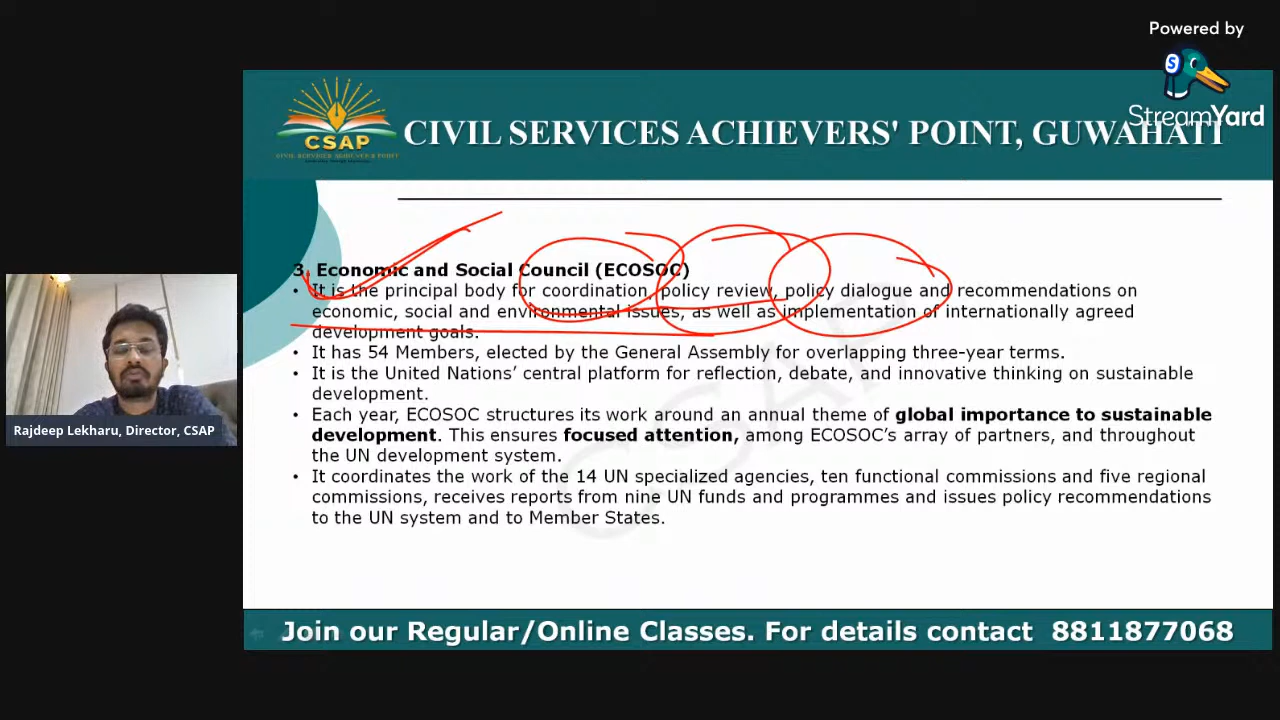 Powered by
StreamYard
CSAP
CIVIL SERVICES ACHIEVER'S POINT
CIVIL SERVICES ACHIEVERS' POINT, GUWAHATI
3. Economic and Social Council (ECOSOC)
• It is the principal body for coordination, policy review, policy dialogue and recommendations on
economic, social and environmental issues, as well as implementation of internationally agreed
development goals.
• It has 54 Members, elected by the General Assembly for overlapping three-year terms.
• It is the United Nations’ central platform for reflection, debate, and innovative thinking on sustainable
development.
• Each year, ECOSOC structures its work around an annual theme of global importance to sustainable
development. This ensures focused attention, among ECOSOC’s array of partners, and throughout
the UN development system.
• It coordinates the work of the 14 UN specialized agencies, ten functional commissions and five regional
commissions, receives reports from nine UN funds and programmes and issues policy recommendations
to the UN system and to Member States.
CSAP
Rajdeep Lekharu, Director, CSAP
Join our Regular/Online Classes. For details contact 8811877068